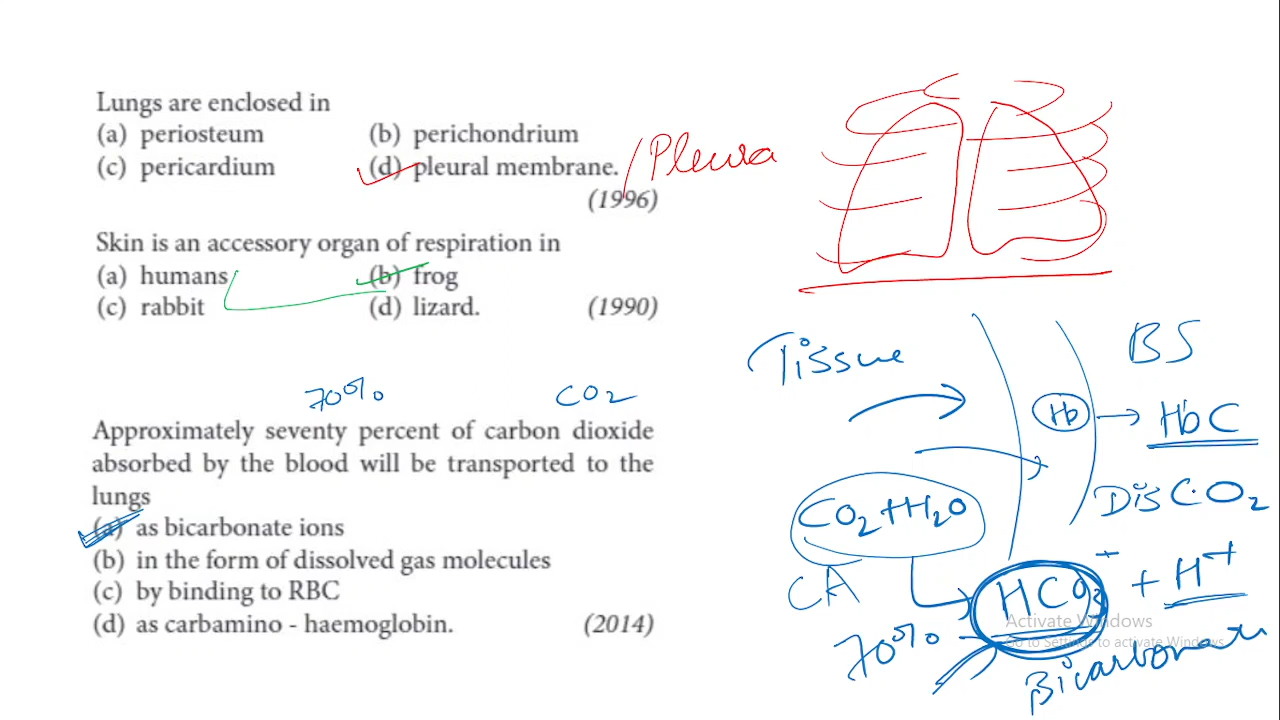 Lungs are enclosed in
(a) periosteum (b) perichondrium
(c) pericardium (d) pleural membrane.
(1996)
/Pleura
Skin is an accessory organ of respiration in
(a) humans (b) frog
(c) rabbit (d) lizard. (1990)
70% CO2
Approximately seventy percent of carbon dioxide
absorbed by the blood will be transported to the
lungs
(a) as bicarbonate ions
(b) in the form of dissolved gas molecules
(c) by binding to RBC
(d) as carbamino - haemoglobin. (2014)
Tissue BS
Hb → HbC
Dis C.O2
CO2 + H2O
CA HCO3+ + H+
70%
Bicarbonate
Activate Windows
Go to Settings to activate Windows.